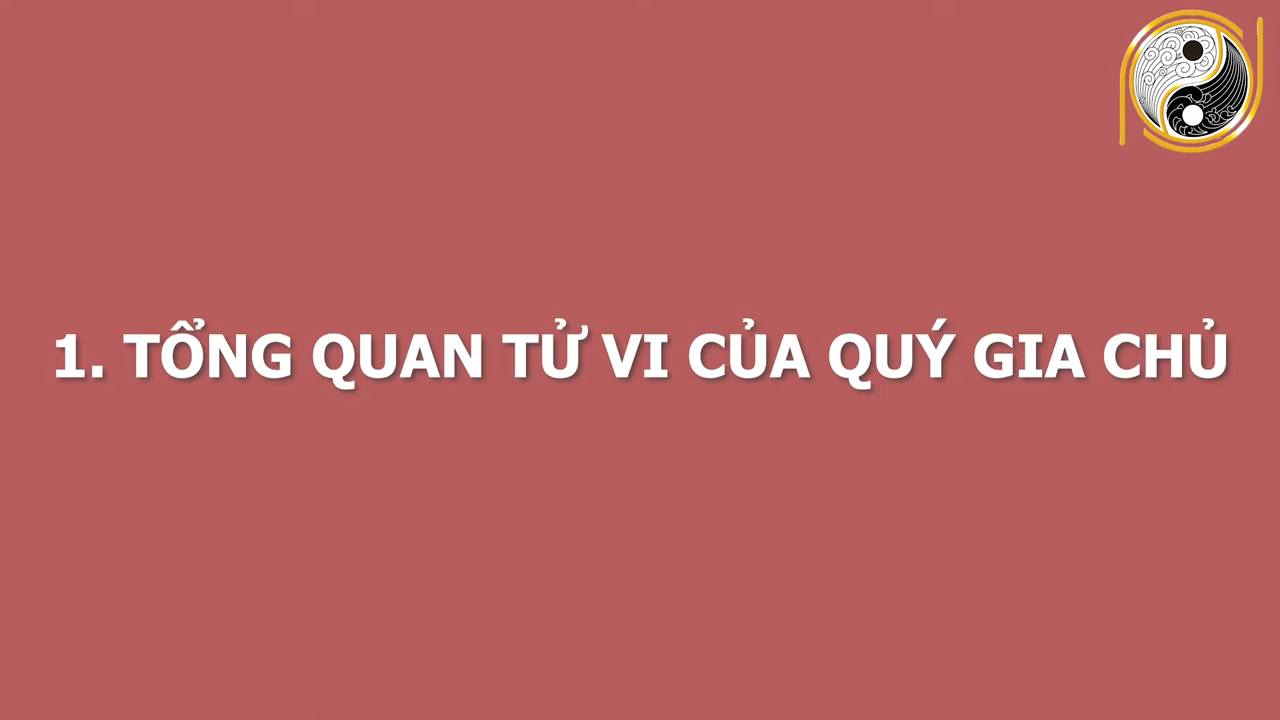 1. TỔNG QUAN TỬ VI CỦA QUÝ GIA CHỦ